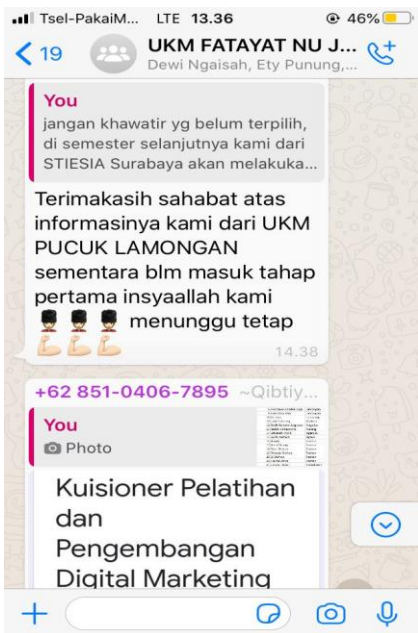 Tsel-PakaiM... LTE 13.36 46%
19 UKM FATAYAT NU J...
Dewi Ngaisah, Ety Punung,...
You
jangan khawatir yg belum terpilih,
di semester selanjutnya kami dari
STIESIA Surabaya akan melakuka...
Terimakasih sahabat atas
informasinya kami dari UKM
PUCUK LAMONGAN
sementara blm masuk tahap
pertama insyaallah kami
menunggu tetap
14.38
+62 851-0406-7895 ~Qibtiy...
You
Photo
Kuisioner Pelatihan
dan
Pengembangan
Digital Marketing